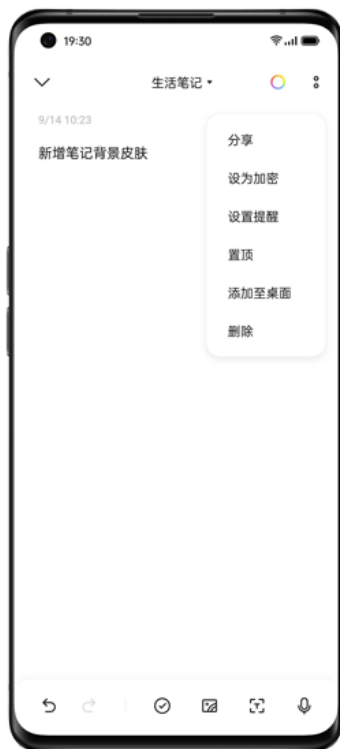 19:30
生活笔记
9/14 10:23
新增笔记背景皮肤
分享
设为加密
设置提醒
置顶
添加至桌面
删除